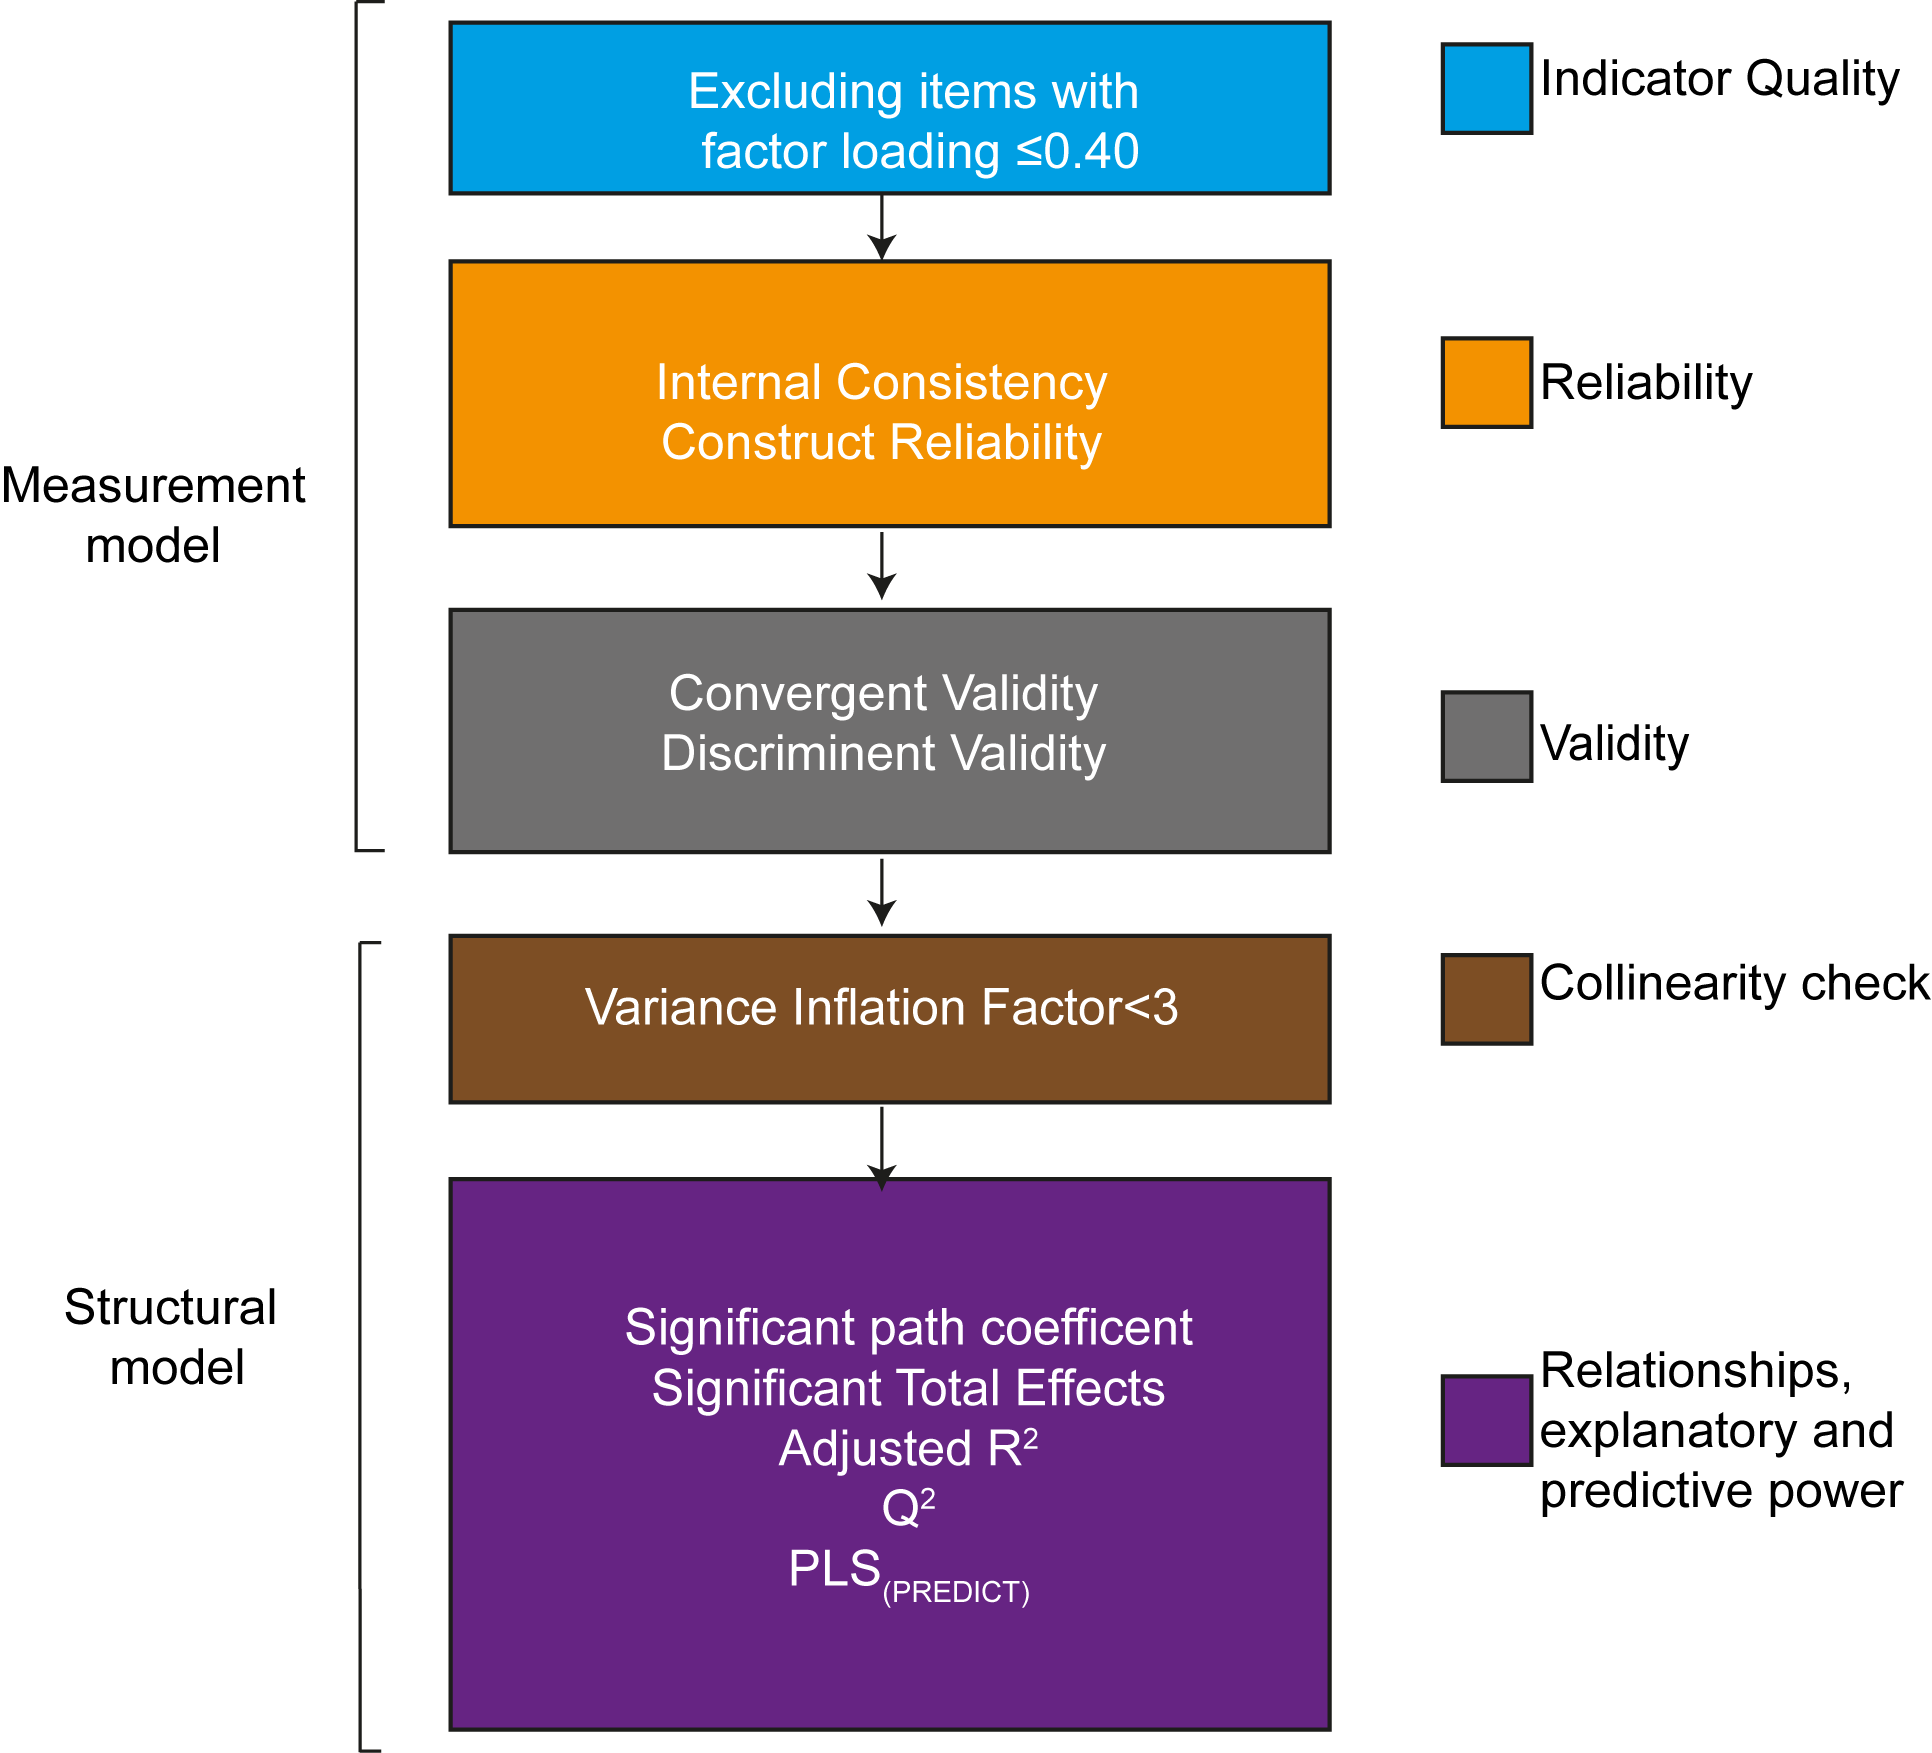 Excluding items with
factor loading ≤0.40
Indicator Quality
Internal Consistency
Construct Reliability
Reliability
Measurement
model
Convergent Validity
Discriminent Validity
Validity
Variance Inflation Factor<3
Collinearity check
Structural
model
Significant path coefficent
Significant Total Effects
Adjusted R²
Q²
PLS(PREDICT)
Relationships,
explanatory and
predictive power